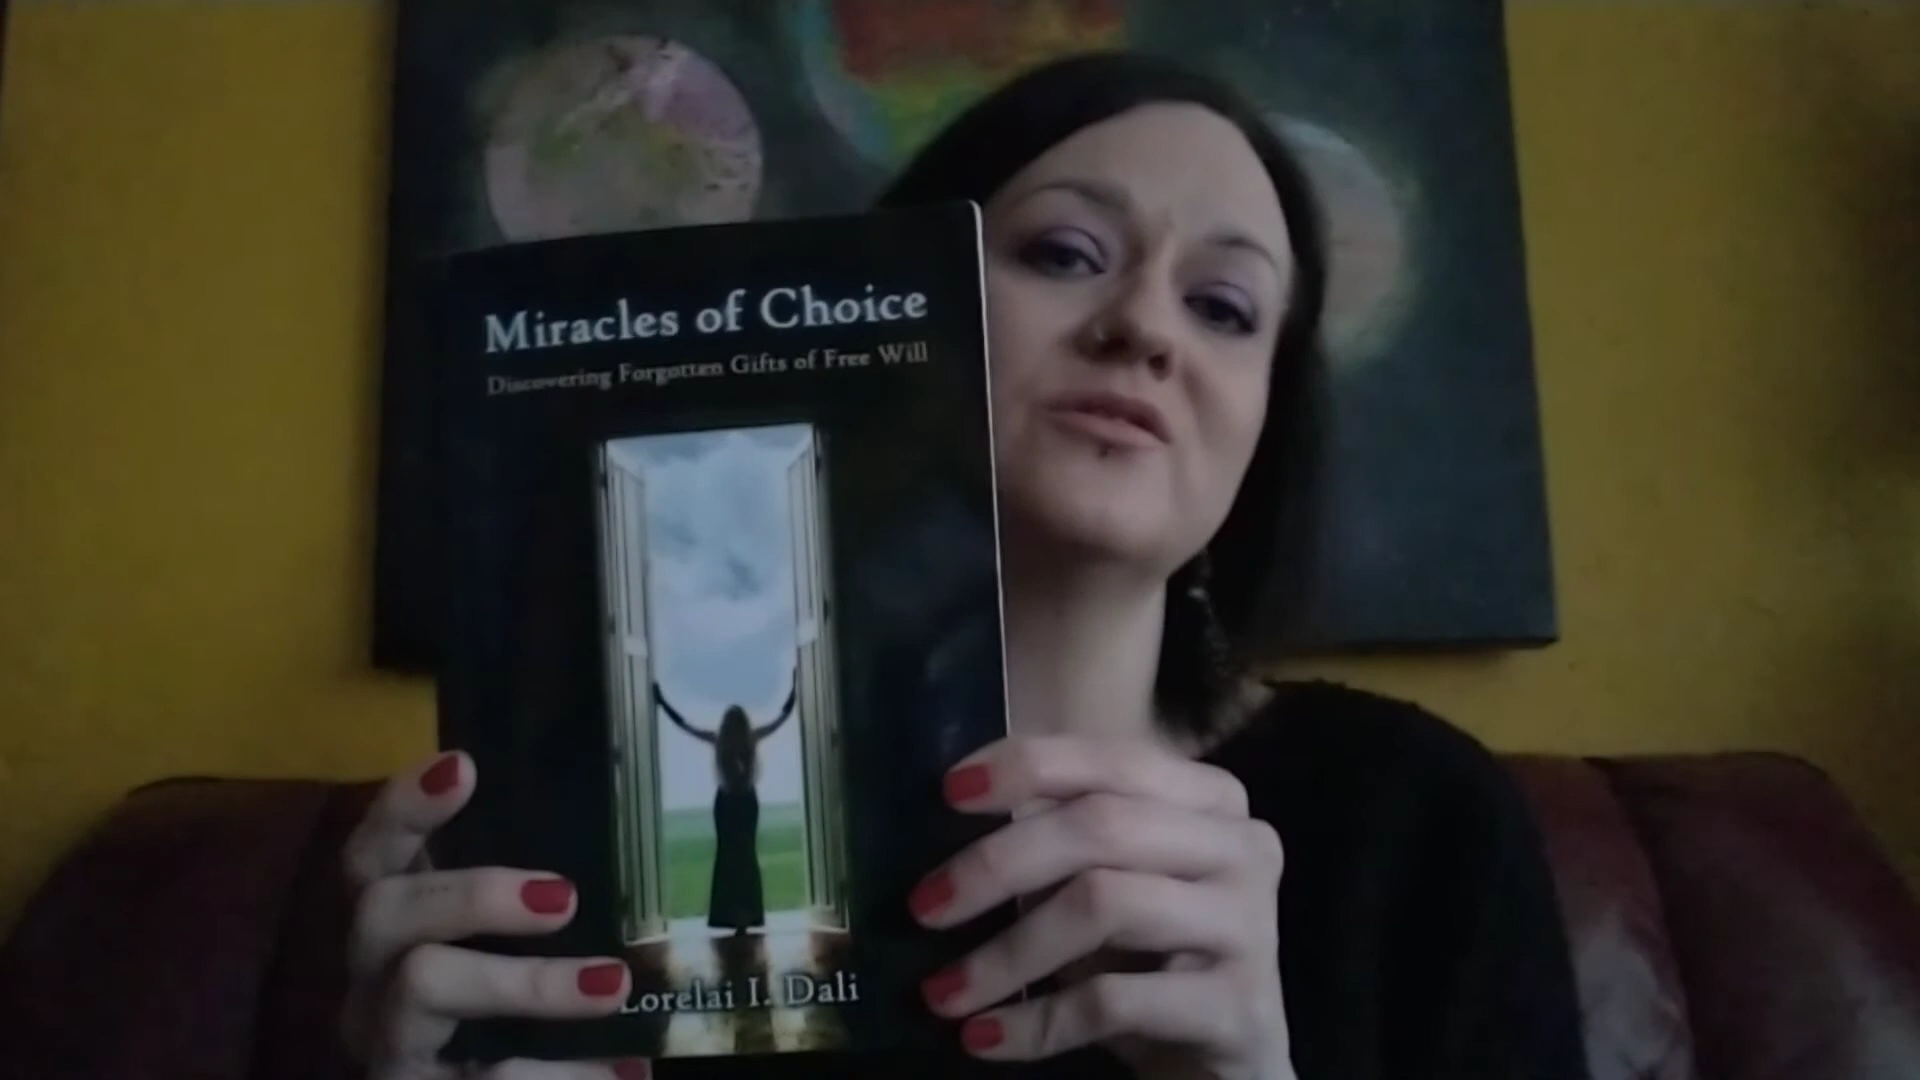 Miracles of Choice
Discovering Forgotten Gifts of Free Will
Lorelai I. Dali